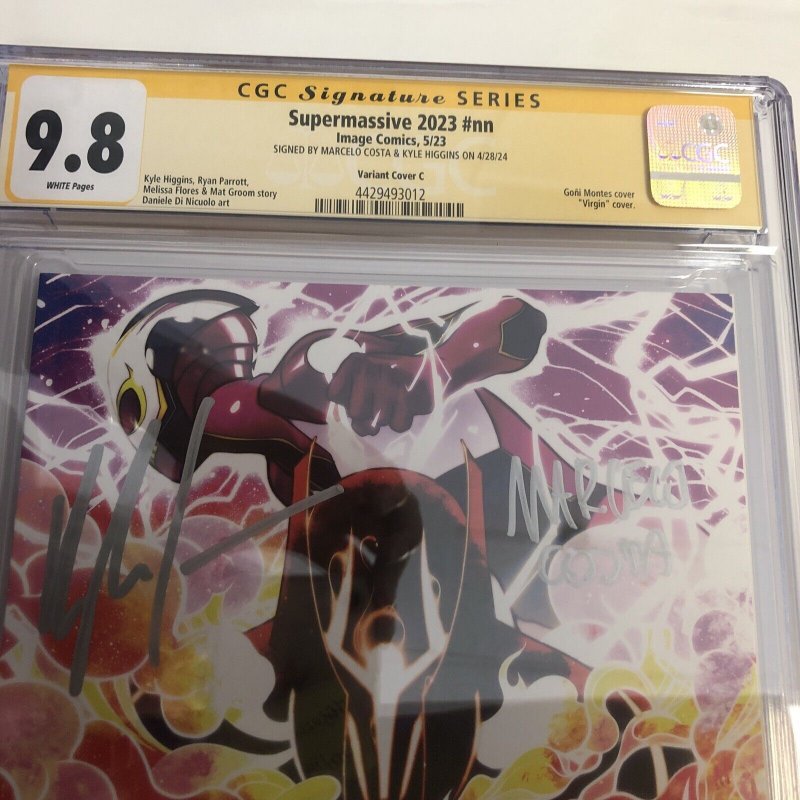 CGC Signature SERIES
9.8
WHITE Pages
Supermassive 2023 #nn
Image Comics, 5/23
SIGNED BY MARCELO COSTA & KYLE HIGGINS ON 4/28/24
Kyle Higgins, Ryan Parrott,
Melissa Flores & Mat Groom story
Daniele Di Nicuolo art
Variant Cover C
4429493012
Goñi Montes cover
"Virgin" cover.
CGC
MARCELO
COSTA